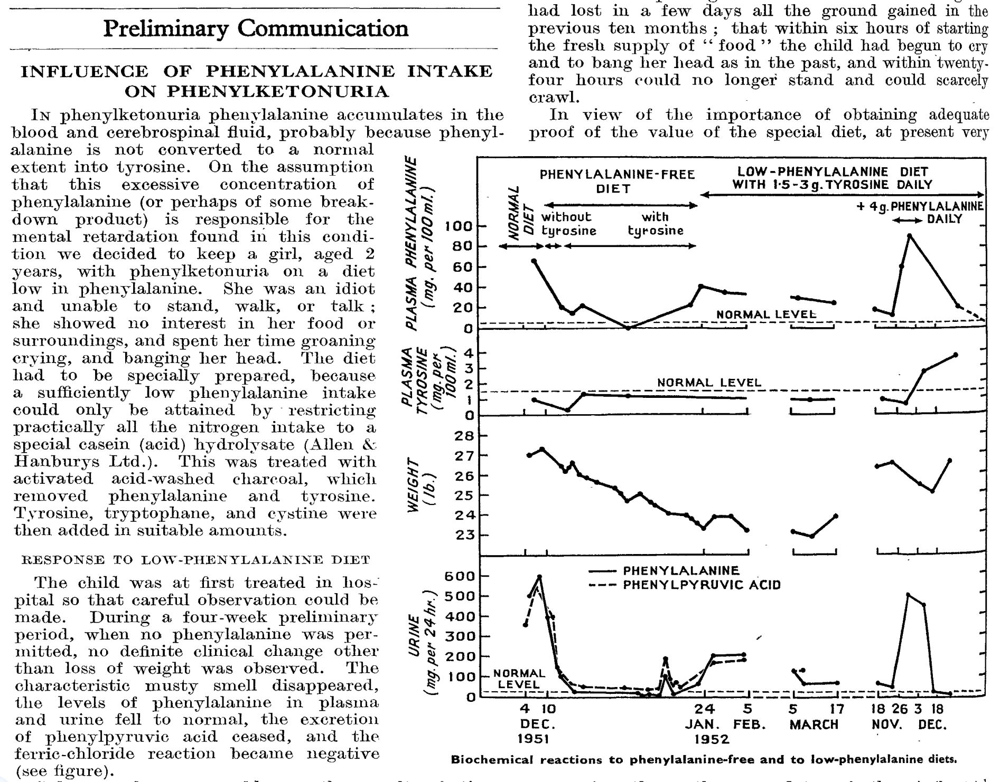 Preliminary Communication
INFLUENCE OF PHENYLALANINE INTAKE
ON PHENYLKETONURIA
IN phenylketonuria phenylalanine accumulates in the
blood and cerebrospinal fluid, probably because phenyl-
alanine is not converted to a normal
extent into tyrosine. On the assumption
that this excessive concentration of
phenylalanine (or perhaps of some break-
down product) is responsible for the
mental retardation found in this condi-
tion we decided to keep a girl, aged 2
years, with phenylketonuria on a diet
low in phenylalanine. She was an idiot
and unable to stand, walk, or talk ;
she showed no interest in her food or
surroundings, and spent her time groaning
crying, and banging her head. The diet
had to be specially prepared, because
a sufficiently low phenylalanine intake
could only be attained by restricting
practically all the nitrogen intake to a
special casein (acid) hydrolysate (Allen &
Hanburys Ltd.). This was treated with
activated acid-washed charcoal, which
removed phenylalanine and tyrosine.
Tyrosine, tryptophane, and cystine were
then added in suitable amounts.
RESPONSE TO LOW-PHENYLALANINE DIET
The child was at first treated in hos-
pital so that careful observation could be
made. During a four-week preliminary
period, when no phenylalanine was per-
mitted, no definite clinical change other
than loss of weight was observed. The
characteristic musty smell disappeared,
the levels of phenylalanine in plasma
and urine fell to normal, the excretion
of phenylpyruvic acid ceased, and the
ferric-chloride reaction became negative
(see figure).
had lost in a few days all the ground gained in the
previous ten months ; that within six hours of starting
the fresh supply of “ food ” the child had begun to cry
and to bang her head as in the past, and within twenty-
four hours could no longer stand and could scarcely
crawl.
In view of the importance of obtaining adequate
proof of the value of the special diet, at present very
PHENYLALANINE-FREE
DIET
LOW-PHENYLALANINE DIET
WITH 1·5-3g. TYROSINE DAILY
+ 4g. PHENYLALANINE
DAILY
NORMAL
DIET
without
tyrosine
with
tyrosine
PLASMA PHENYLALANINE
(mg. per 100 ml.)
100
80
60
40
20
0
NORMAL LEVEL
PLASMA
TYROSINE
(mg. per
100 ml.)
4
3
2
1
0
NORMAL LEVEL
WEIGHT
(lb.)
28
27
26
25
24
23
URINE
(mg. per 24 hr.)
600
500
400
300
200
100
0
PHENYLALANINE
PHENYLPYRUVIC ACID
NORMAL
LEVEL
4 10 24 5 5 17 18 26 3 18
DEC. JAN. FEB. MARCH NOV. DEC.
1951 1952
Biochemical reactions to phenylalanine-free and to low-phenylalanine diets.